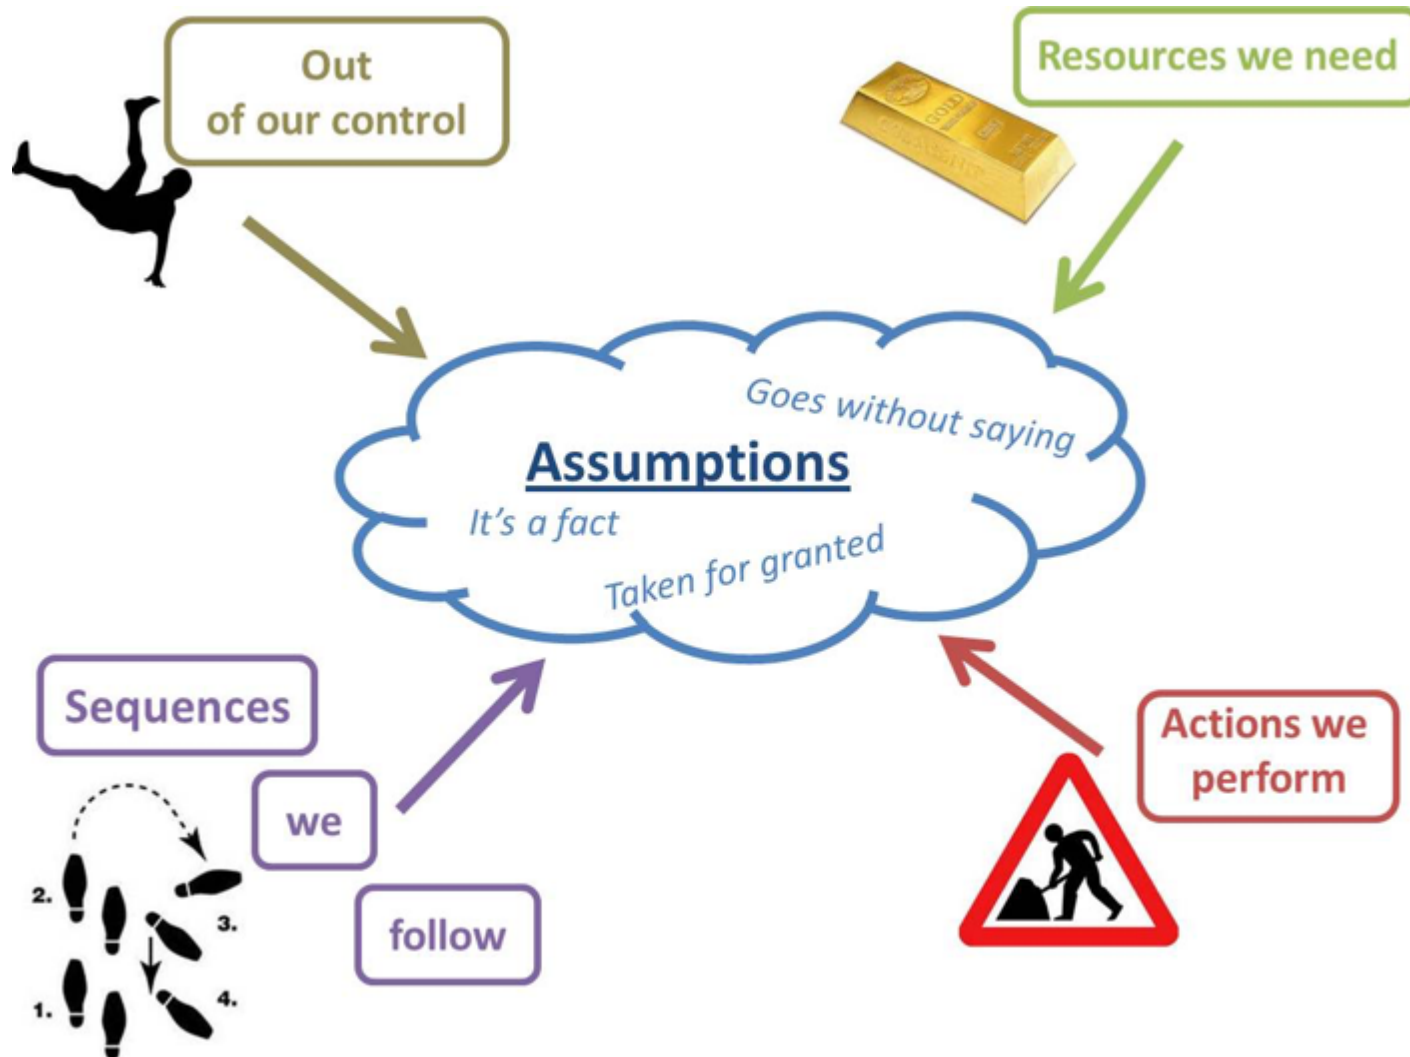 Out
of our control
Resources we need
GOLD
Goes without saying
Assumptions
It's a fact
Taken for granted
Sequences
we
follow
Actions we
perform
2.
3.
1.
4.